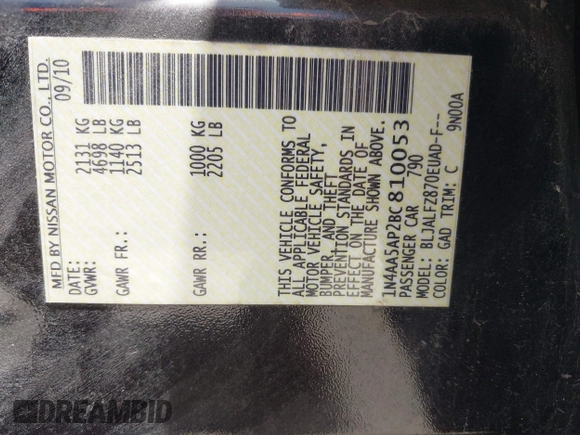 MFD BY NISSAN MOTOR CO., LTD.
DATE: 09/10
GVWR: 2131 KG
4698 LB
GAWR FR.: 1140 KG
2513 LB
GAWR RR.: 1000 KG
2205 LB
THIS VEHICLE CONFORMS TO
ALL APPLICABLE FEDERAL
MOTOR VEHICLE SAFETY,
BUMPER, AND THEFT
PREVENTION STANDARDS IN
EFFECT ON THE DATE OF
MANUFACTURE SHOWN ABOVE.
1N4AA5AP2BC810053
PASSENGER CAR 790
MODEL: BLJALFZ870EUAD-F--
COLOR: GAD TRIM: C 9N00A
DREAMBID